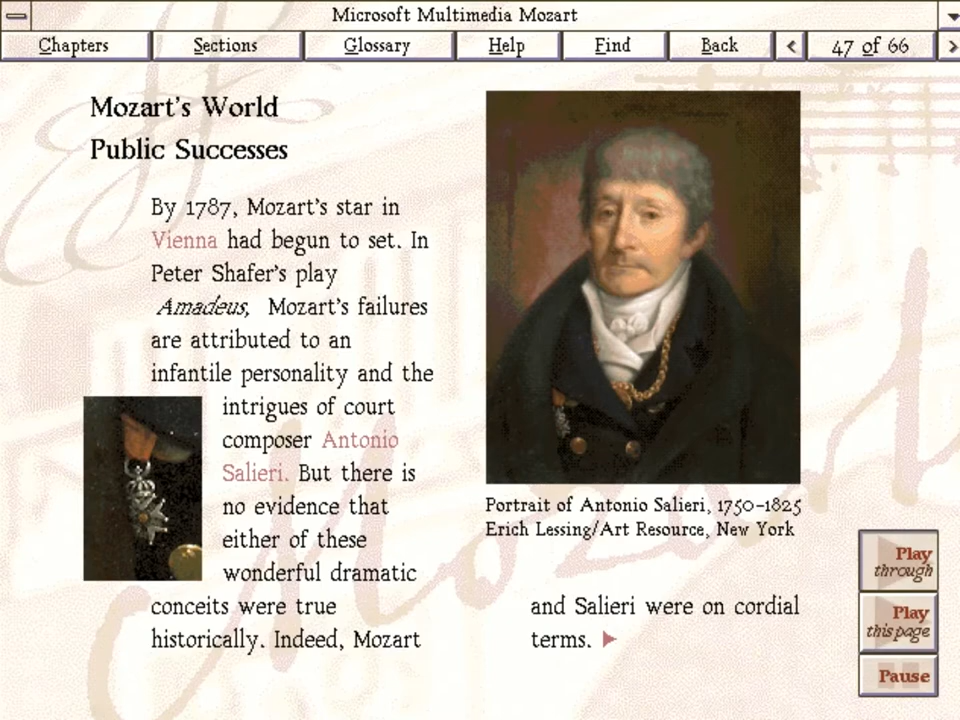 Microsoft Multimedia Mozart
Chapters Sections Glossary Help Find Back < 47 of 66 >
Mozart's World
Public Successes
By 1787, Mozart's star in
Vienna had begun to set. In
Peter Shafer's play
Amadeus, Mozart's failures
are attributed to an
infantile personality and the
intrigues of court
composer Antonio
Salieri. But there is
no evidence that
either of these
wonderful dramatic
conceits were true
historically. Indeed, Mozart
and Salieri were on cordial
terms.
Portrait of Antonio Salieri, 1750-1825
Erich Lessing/Art Resource, New York
Play
through
Play
this page
Pause
Mozart